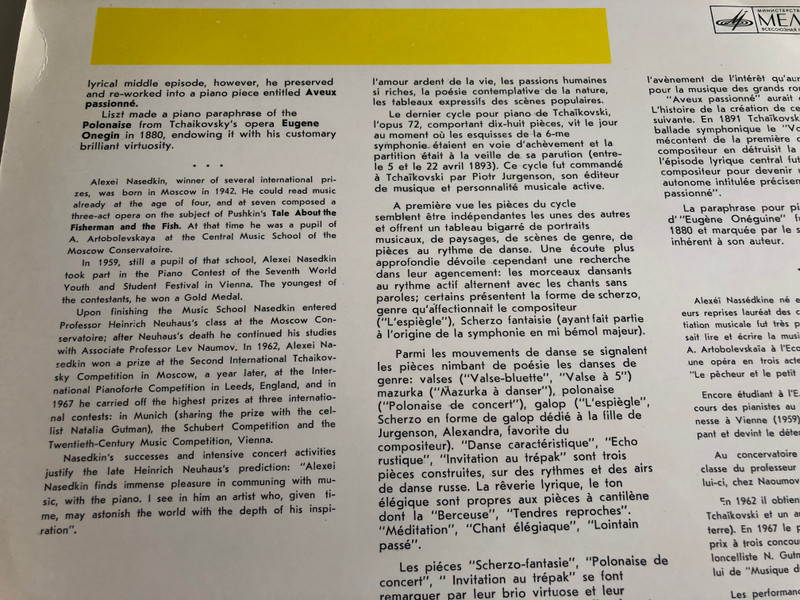 lyrical middle episode, however, he preserved
and re-worked into a piano piece entitled Aveux
passionné.
Liszt made a piano paraphrase of the
Polonaise from Tchaikovsky's opera Eugene
Onegin in 1880, endowing it with his customary
brilliant virtuosity.
* * *
Alexei Nasedkin, winner of several international pri-
zes, was born in Moscow in 1942. He could read music
already at the age of four, and at seven composed a
three-act opera on the subject of Pushkin's Tale About the
Fisherman and the Fish. At that time he was a pupil of
A. Artobolevskaya at the Central Music School of the
Moscow Conservatoire.
In 1959, still a pupil of that school, Alexei Nasedkin
took part in the Piano Contest of the Seventh World
Youth and Student Festival in Vienna. The youngest of
the contestants, he won a Gold Medal.
Upon finishing the Music School Nasedkin entered
Professor Heinrich Neuhaus's class at the Moscow Con-
servatoire; after Neuhaus's death he continued his studies
with Associate Professor Lev Naumov. In 1962, Alexei Na-
sedkin won a prize at the Second International Tchaikov-
sky Competition in Moscow, a year later, at the Inter-
national Pianoforte Competition in Leeds, England, and in
1967 he carried off the highest prizes at three internatio-
nal contests: in Munich (sharing the prize with the cel-
list Natalia Gutman), the Schubert Competition and the
Twentieth-Century Music Competition, Vienna.
Nasedkin's successes and intensive concert activities
justify the late Heinrich Neuhaus's prediction: "Alexei
Nasedkin finds immense pleasure in communing with mu-
sic, with the piano. I see in him an artist who, given ti-
me, may astonish the world with the depth of his inspi-
ration".
l'amour ardent de la vie, les passions humaines
si riches, la poésie contemplative de la nature,
les tableaux expressifs des scènes populaires.
Le dernier cycle pour piano de Tchaïkovski,
l'opus 72, comportant dix-huit pièces, vit le jour
au moment où les esquisses de la 6-me
symphonie étaient en voie d'achèvement et la
partition était à la veille de sa parution (entre-
le 5 et le 22 avril 1893). Ce cycle fut commandé
à Tchaïkovski par Piotr Jurgenson, son éditeur
de musique et personnalité musicale active.
A première vue les pièces du cycle
semblent être indépendantes les unes des autres
et offrent un tableau bigarré de portraits
musicaux, de paysages, de scènes de genre, de
pièces au rythme de danse. Une écoute plus
approfondie dévoile cependant une recherche
dans leur agencement: les morceaux dansants
au rythme actif alternent avec les chants sans
paroles; certains présentent la forme de scherzo,
genre qu'affectionnait le compositeur
("L'espiègle"), Scherzo fantaisie (ayant fait partie
à l'origine de la symphonie en mi bémol majeur).
Parmi les mouvements de danse se signalent
les pièces nimbant de poésie les danses de
genre: valses ("Valse-bluette", "Valse à 5")
mazurka ("Mazurka à danser"), polonaise
("Polonaise de concert"), galop ("L'espiègle",
Scherzo en forme de galop dédié à la fille de
Jurgenson, Alexandra, favorite du
compositeur). "Danse caractéristique", "Echo
rustique", "Invitation au trépak" sont trois
pièces construites, sur des rythmes et des airs
de danse russe. La rêverie lyrique, le ton
élégique sont propres aux pièces à cantilène
dont la "Berceuse", "Tendres reproches".
"Méditation", "Chant élégiaque", "Lointain
passé".
Les piéces "Scherzo-fantasie", "Polonaise de
concert", " Invitation au trépak" se font
remarquer par leur brio virtuose et leur
МИНИСТЕРСТВ
МЕЛ
ВСЕСОЮЗНАЯ
l'avènement de l'intérêt qu'aur
pour la musique des grands ro
"Aveux passionné" aurait
L'histoire de la création de ce
suivante. En 1891 Tchaïkovsk
ballade symphonique le "Vo
mécontent de la première
compositeur en détruisit la
l'épisode lyrical central fut
compositeur pour devenir
autonome intitulée précisem
passionné".
La paraphrase pour pi
d'"Eugène Onéguine" fu
1880 et marquée par le s
inhérent à son auteur.
Alexéi Nassédkine né e
eurs reprises lauréat des c
tiation musicale fut très p
sait lire et écrire la musi
A. Artobolevskaïa à l'Eco
une opéra en trois acte
"Le pêcheur et le petit
Encore étudiant à l'E
cours des pianistes au
nesse à Vienne (1959)
pant et devint le déte
Au concervatoire
classe du professeur
lui-ci, chez Naoumov
En 1962 il obtient
Tchaïkovski et un a
terre). En 1967 le p
prix à trois concou
loncelliste N. Gutm
lui de "Musique d
Les performanc